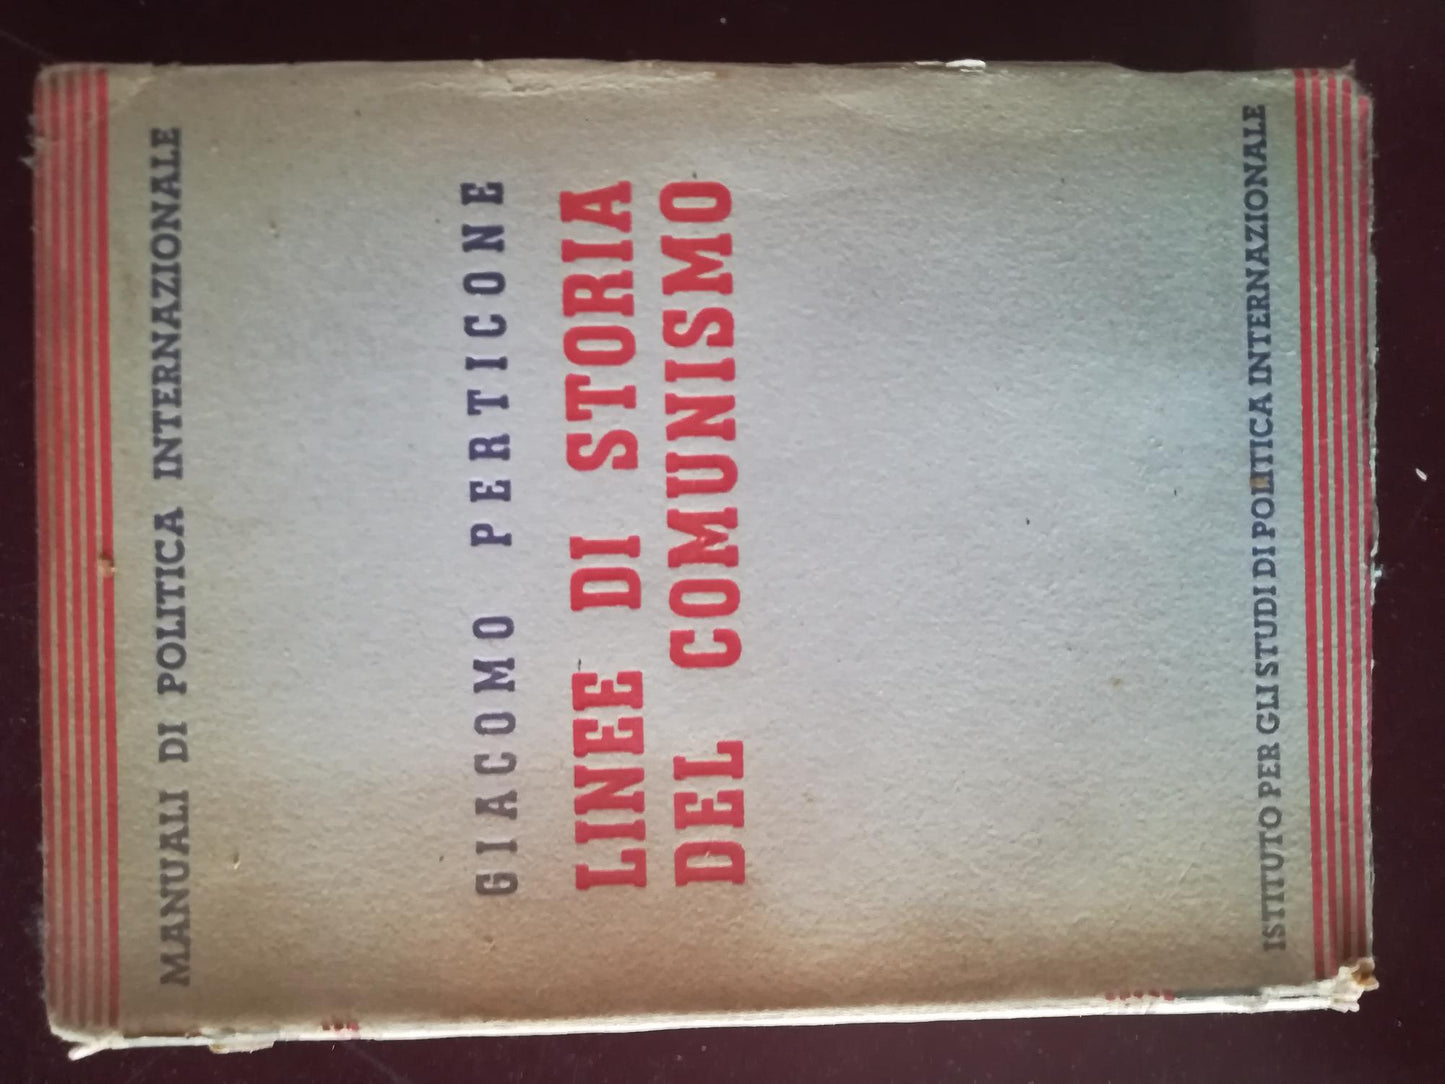 MANUALI DI POLITICA INTERNAZIONALE
GIACOMO PERTICONE
LINEE DI STORIA
DEL COMUNISMO
ISTITUTO PER GLI STUDI DI POLITICA INTERNAZIONALE